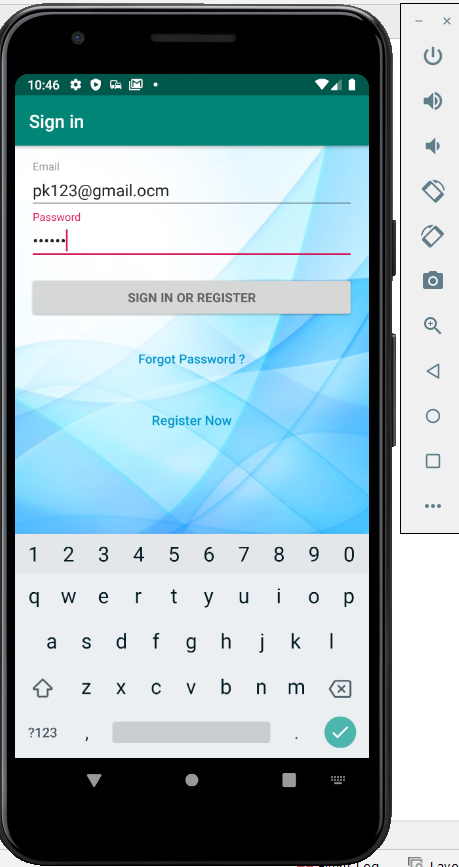 10:46
Sign in
Email
pk123@gmail.ocm
Password
••••••
SIGN IN OR REGISTER
Forgot Password ?
Register Now
1 2 3 4 5 6 7 8 9 0
q w e r t y u i o p
a s d f g h j k l
z x c v b n m
?123 , .